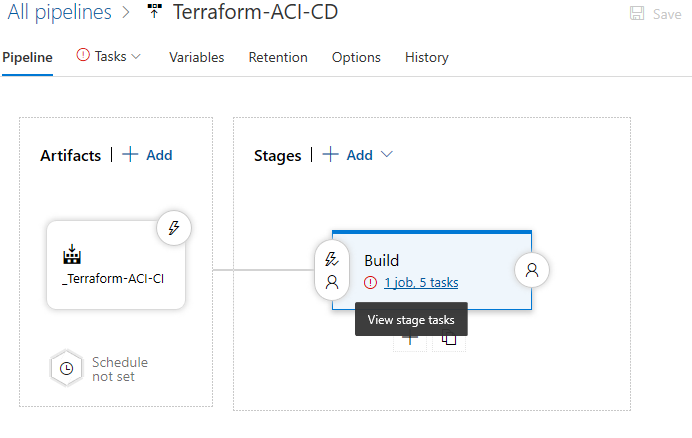 All pipelines > Terraform-ACI-CD
Save
Pipeline Tasks Variables Retention Options History
Artifacts | + Add
Stages | + Add
_Terraform-ACI-CI
Build
1 job, 5 tasks
View stage tasks
Schedule
not set